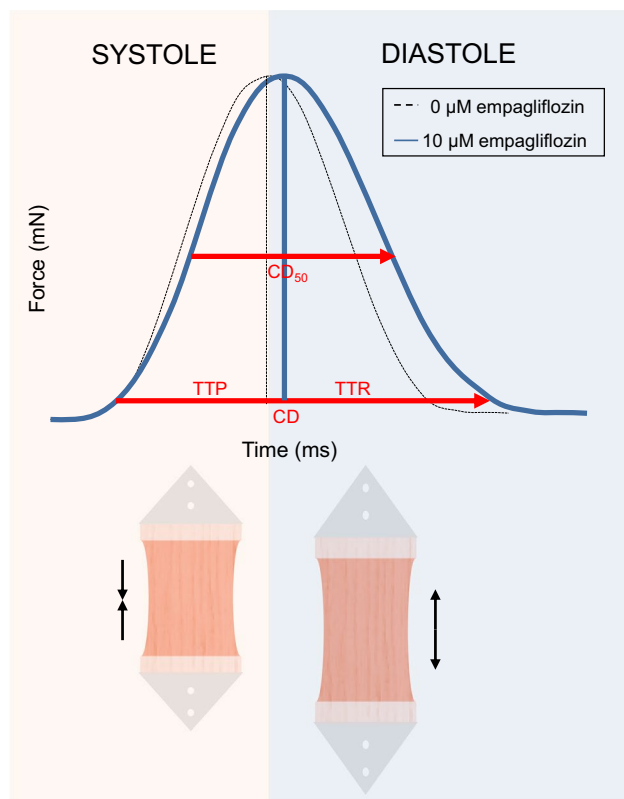 SYSTOLE
DIASTOLE
0 µM empagliflozin
10 µM empagliflozin
Force (mN)
CD50
TTP
TTR
CD
Time (ms)